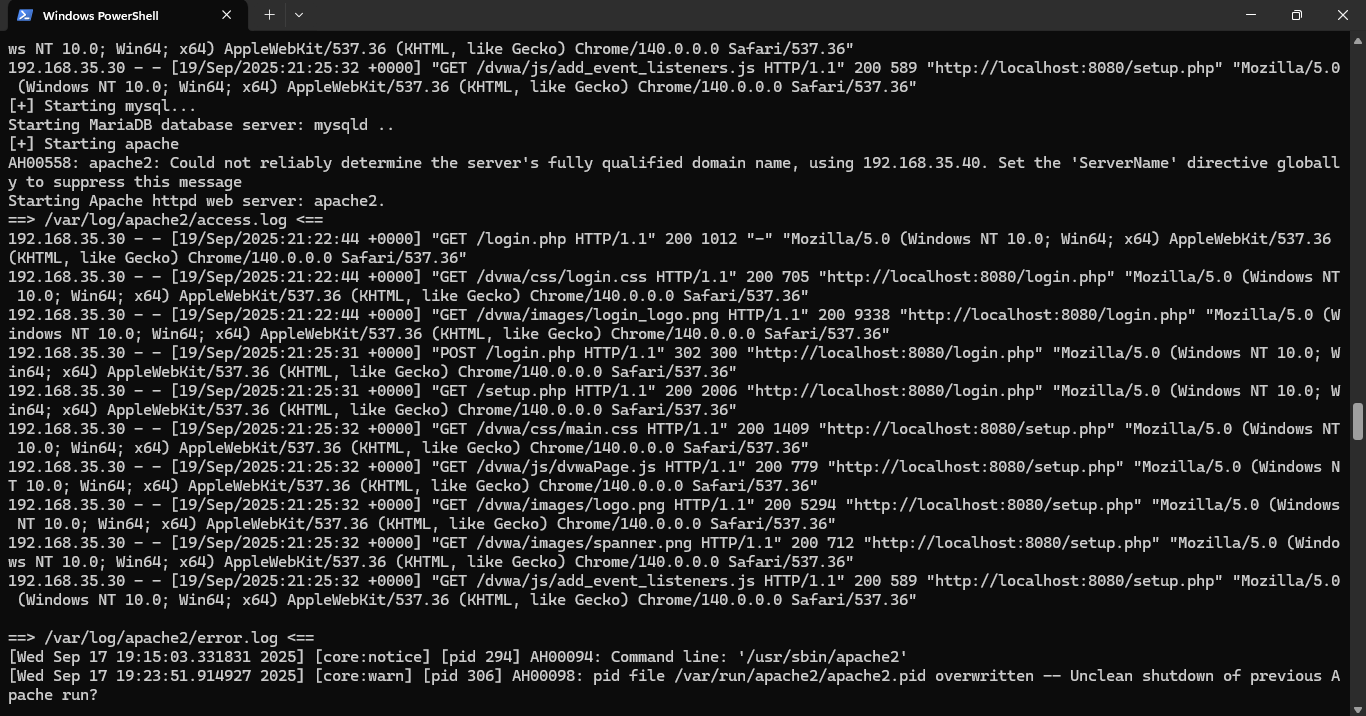 Windows PowerShell
ws NT 10.0; Win64; x64) AppleWebKit/537.36 (KHTML, like Gecko) Chrome/140.0.0.0 Safari/537.36"
192.168.35.30 - - [19/Sep/2025:21:25:32 +0000] "GET /dvwa/js/add_event_listeners.js HTTP/1.1" 200 589 "http://localhost:8080/setup.php" "Mozilla/5.0
 (Windows NT 10.0; Win64; x64) AppleWebKit/537.36 (KHTML, like Gecko) Chrome/140.0.0.0 Safari/537.36"
[+] Starting mysql...
Starting MariaDB database server: mysqld ..
[+] Starting apache
AH00558: apache2: Could not reliably determine the server's fully qualified domain name, using 192.168.35.40. Set the 'ServerName' directive globall
y to suppress this message
Starting Apache httpd web server: apache2.
==> /var/log/apache2/access.log <==
192.168.35.30 - - [19/Sep/2025:21:22:44 +0000] "GET /login.php HTTP/1.1" 200 1012 "-" "Mozilla/5.0 (Windows NT 10.0; Win64; x64) AppleWebKit/537.36
(KHTML, like Gecko) Chrome/140.0.0.0 Safari/537.36"
192.168.35.30 - - [19/Sep/2025:21:22:44 +0000] "GET /dvwa/css/login.css HTTP/1.1" 200 705 "http://localhost:8080/login.php" "Mozilla/5.0 (Windows NT
 10.0; Win64; x64) AppleWebKit/537.36 (KHTML, like Gecko) Chrome/140.0.0.0 Safari/537.36"
192.168.35.30 - - [19/Sep/2025:21:22:44 +0000] "GET /dvwa/images/login_logo.png HTTP/1.1" 200 9338 "http://localhost:8080/login.php" "Mozilla/5.0 (W
indows NT 10.0; Win64; x64) AppleWebKit/537.36 (KHTML, like Gecko) Chrome/140.0.0.0 Safari/537.36"
192.168.35.30 - - [19/Sep/2025:21:25:31 +0000] "POST /login.php HTTP/1.1" 302 300 "http://localhost:8080/login.php" "Mozilla/5.0 (Windows NT 10.0; W
in64; x64) AppleWebKit/537.36 (KHTML, like Gecko) Chrome/140.0.0.0 Safari/537.36"
192.168.35.30 - - [19/Sep/2025:21:25:31 +0000] "GET /setup.php HTTP/1.1" 200 2006 "http://localhost:8080/login.php" "Mozilla/5.0 (Windows NT 10.0; W
in64; x64) AppleWebKit/537.36 (KHTML, like Gecko) Chrome/140.0.0.0 Safari/537.36"
192.168.35.30 - - [19/Sep/2025:21:25:32 +0000] "GET /dvwa/css/main.css HTTP/1.1" 200 1409 "http://localhost:8080/setup.php" "Mozilla/5.0 (Windows NT
 10.0; Win64; x64) AppleWebKit/537.36 (KHTML, like Gecko) Chrome/140.0.0.0 Safari/537.36"
192.168.35.30 - - [19/Sep/2025:21:25:32 +0000] "GET /dvwa/js/dvwaPage.js HTTP/1.1" 200 779 "http://localhost:8080/setup.php" "Mozilla/5.0 (Windows N
T 10.0; Win64; x64) AppleWebKit/537.36 (KHTML, like Gecko) Chrome/140.0.0.0 Safari/537.36"
192.168.35.30 - - [19/Sep/2025:21:25:32 +0000] "GET /dvwa/images/logo.png HTTP/1.1" 200 5294 "http://localhost:8080/setup.php" "Mozilla/5.0 (Windows
 NT 10.0; Win64; x64) AppleWebKit/537.36 (KHTML, like Gecko) Chrome/140.0.0.0 Safari/537.36"
192.168.35.30 - - [19/Sep/2025:21:25:32 +0000] "GET /dvwa/images/spanner.png HTTP/1.1" 200 712 "http://localhost:8080/setup.php" "Mozilla/5.0 (Windo
ws NT 10.0; Win64; x64) AppleWebKit/537.36 (KHTML, like Gecko) Chrome/140.0.0.0 Safari/537.36"
192.168.35.30 - - [19/Sep/2025:21:25:32 +0000] "GET /dvwa/js/add_event_listeners.js HTTP/1.1" 200 589 "http://localhost:8080/setup.php" "Mozilla/5.0
 (Windows NT 10.0; Win64; x64) AppleWebKit/537.36 (KHTML, like Gecko) Chrome/140.0.0.0 Safari/537.36"
==> /var/log/apache2/error.log <==
[Wed Sep 17 19:15:03.331831 2025] [core:notice] [pid 294] AH00094: Command line: '/usr/sbin/apache2'
[Wed Sep 17 19:23:51.914927 2025] [core:warn] [pid 306] AH00098: pid file /var/run/apache2/apache2.pid overwritten -- Unclean shutdown of previous A
pache run?